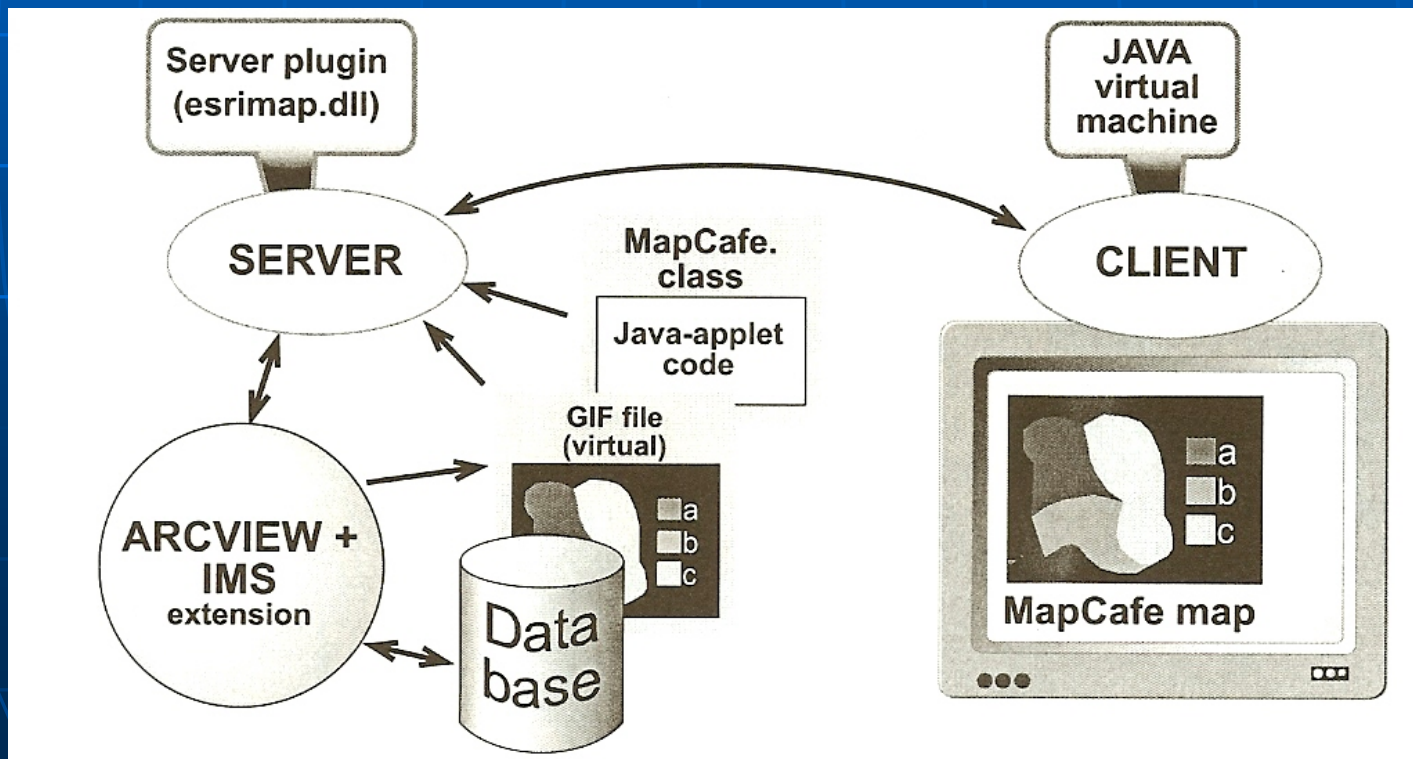 Server plugin
(esrimap.dll)
JAVA
virtual
machine
SERVER
MapCafe.
class
CLIENT
Java-applet
code
GIF file
(virtual)
a
b
c
ARCVIEW +
IMS
extension
Data
base
a
b
c
MapCafe map